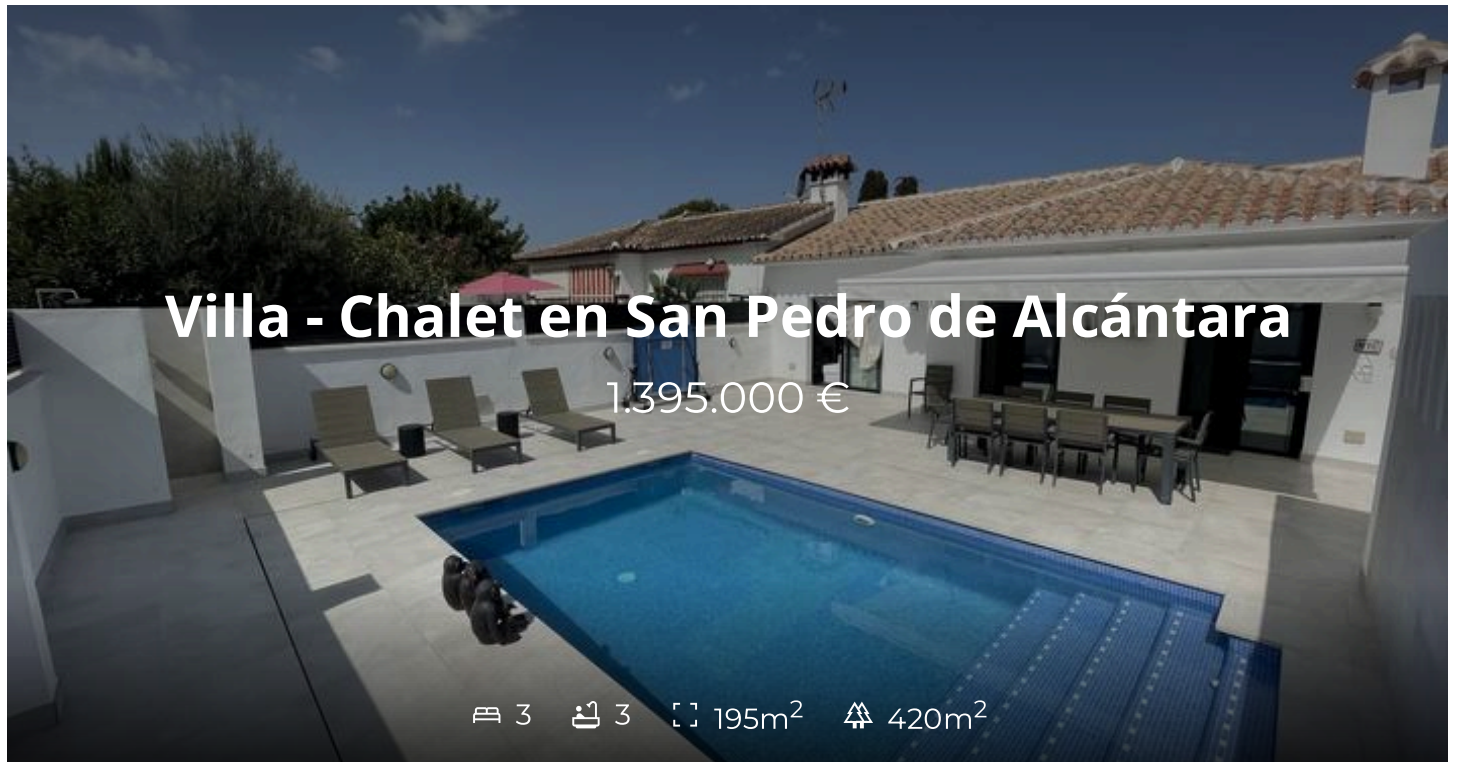 Villa - Chalet en San Pedro de Alcántara
1.395.000 €
3 3 195m² 420m²